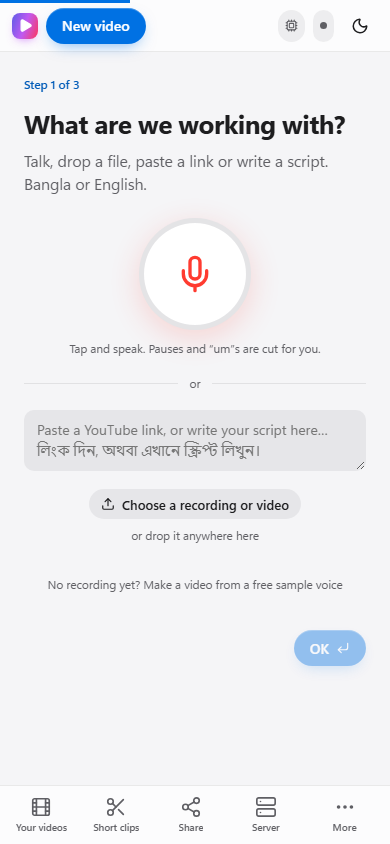 New video
Step 1 of 3
What are we working with?
Talk, drop a file, paste a link or write a script.
Bangla or English.
Tap and speak. Pauses and "um"s are cut for you.
or
Paste a YouTube link, or write your script here...
লিংক দিন, অথবা এখানে স্ক্রিপ্ট লিখুন।
Choose a recording or video
or drop it anywhere here
No recording yet? Make a video from a free sample voice
OK
Your videos
Short clips
Share
Server
More